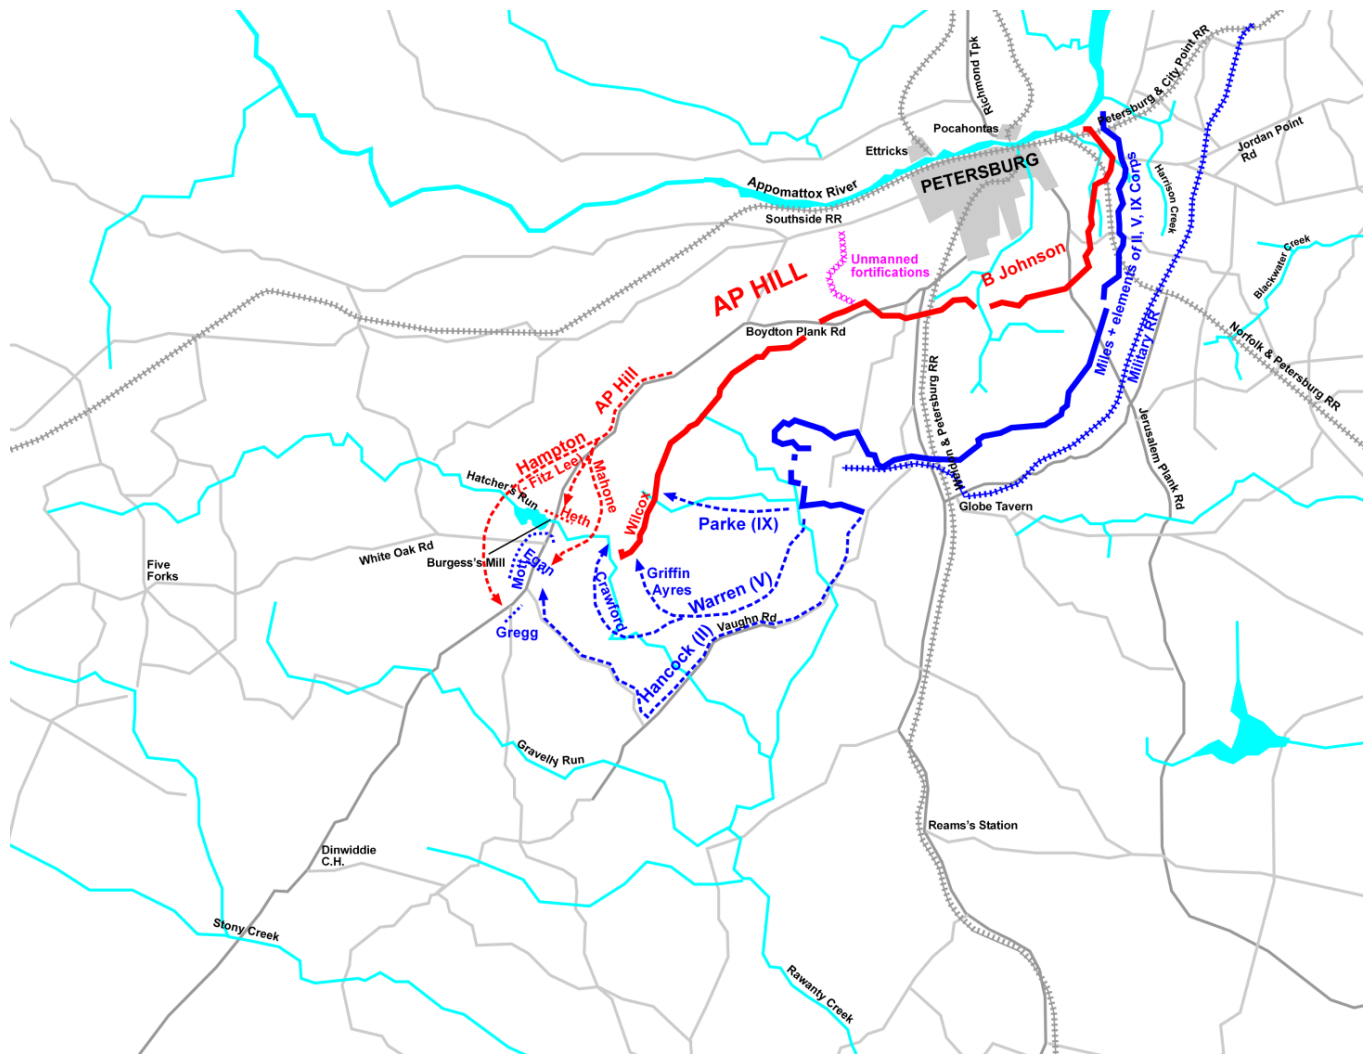 Petersburg & City Point RR
Richmond Tpk
Pocahontas
Ettricks
Jordan Point
Rd
PETERSBURG
Harrison Creek
Appomattox River
Southside RR
Miles + elements of II, V, IX Corps
Blackwater Creek
Unmanned
fortifications
B Johnson
AP HILL
Boydton Plank Rd
Military RR
Norfolk & Petersburg RR
Weldon & Petersburg RR
AP Hill
Jerusalem Plank Rd
Hampton
(Fitz Lee)
Mahone
Hatcher's Run
Heth
Wilcox
Globe Tavern
Parke (IX)
White Oak Rd
Burgess's Mill
Five
Forks
Mott
Egan
Crawford
Griffin
Ayres
Warren (V)
Vaughn Rd
Gregg
Hancock (II)
Gravelly Run
Reams's Station
Dinwiddie
C.H.
Stony Creek
Rawanty Creek